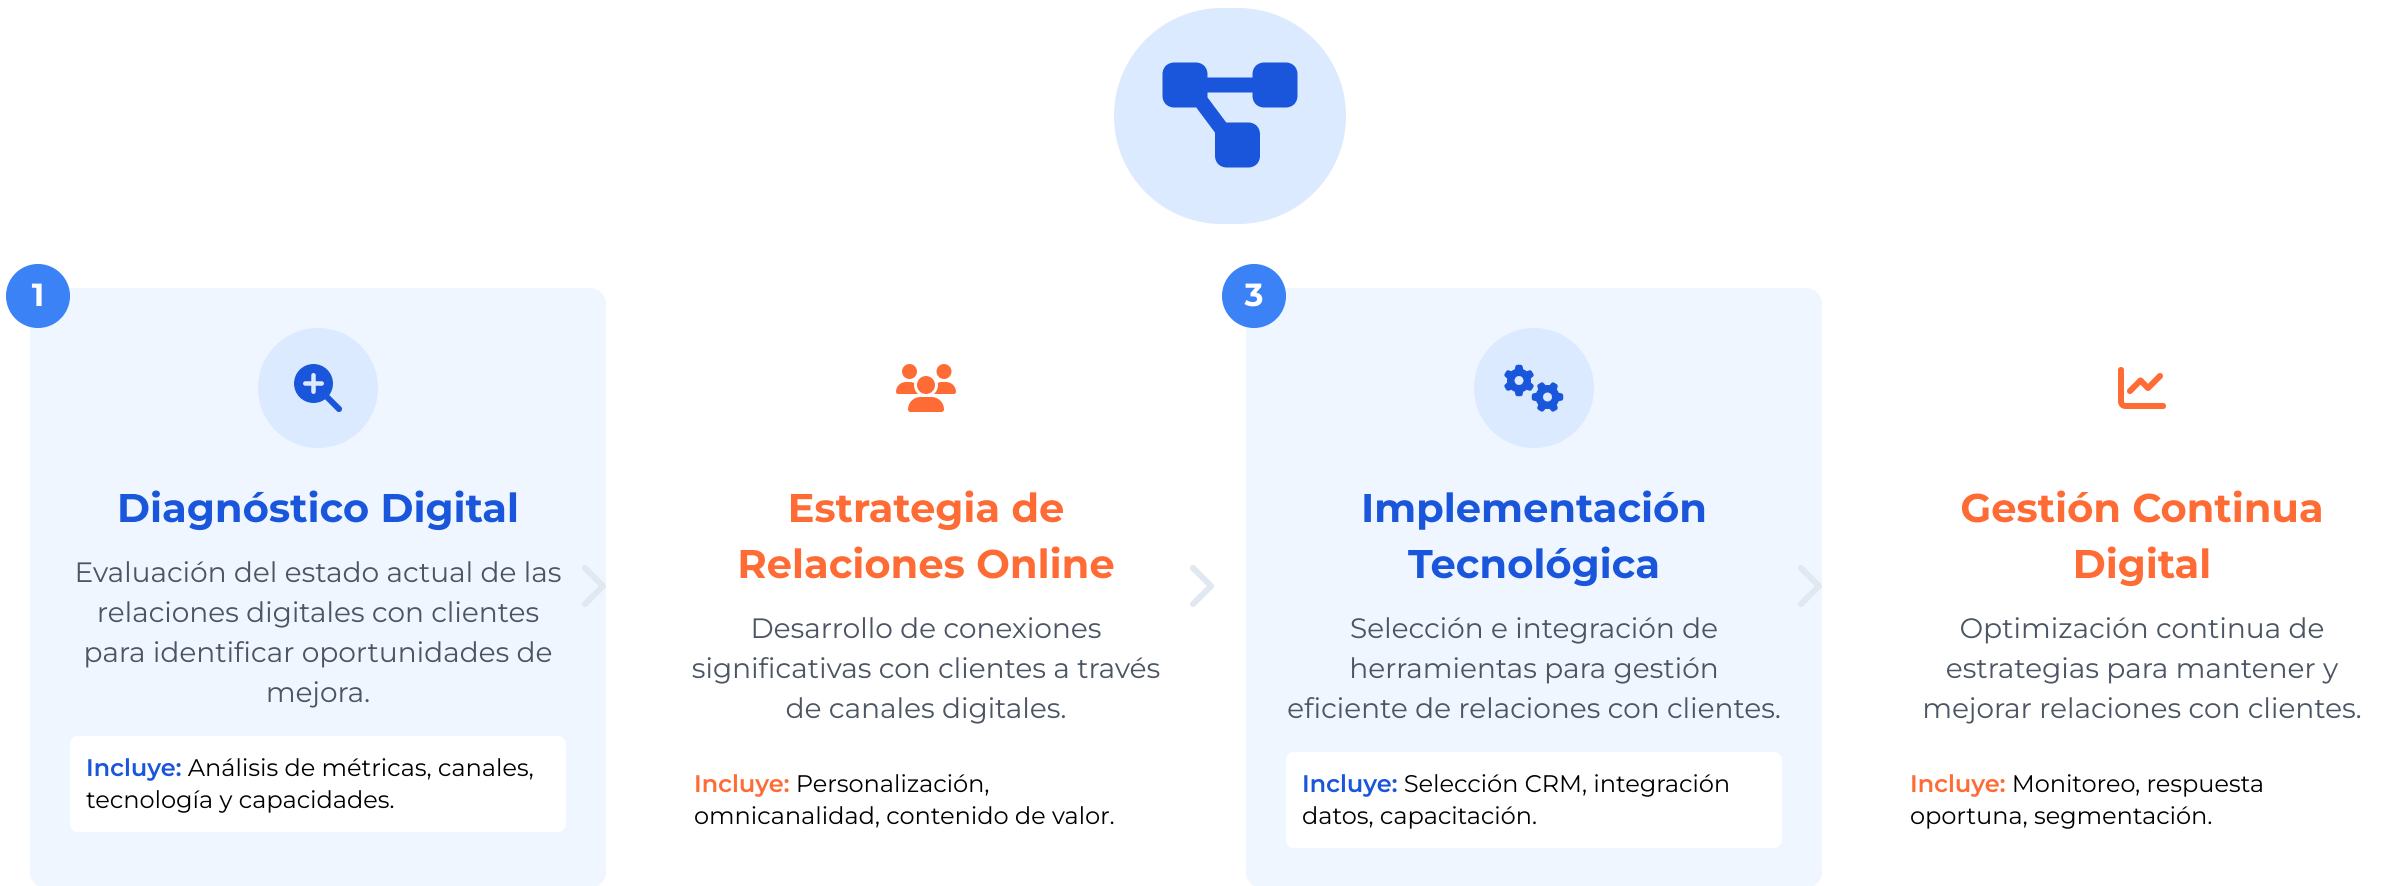 1
Diagnóstico Digital
Evaluación del estado actual de las
relaciones digitales con clientes
para identificar oportunidades de
mejora.
Incluye: Análisis de métricas, canales,
tecnología y capacidades.
Estrategia de
Relaciones Online
Desarrollo de conexiones
significativas con clientes a través
de canales digitales.
Incluye: Personalización,
omnicanalidad, contenido de valor.
3
Implementación
Tecnológica
Selección e integración de
herramientas para gestión
eficiente de relaciones con clientes.
Incluye: Selección CRM, integración
datos, capacitación.
Gestión Continua
Digital
Optimización continua de
estrategias para mantener y
mejorar relaciones con clientes.
Incluye: Monitoreo, respuesta
oportuna, segmentación.